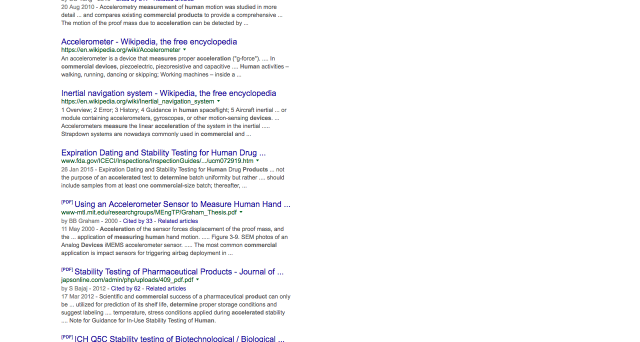 20 Aug 2010 - Accelerometry measurement of human motion was studied in more
detail ... and compares existing commercial products to provide a comprehensive ...
The motion of the proof mass due to acceleration can be detected by ...
Accelerometer - Wikipedia, the free encyclopedia
https://en.wikipedia.org/wiki/Accelerometer
An accelerometer is a device that measures proper acceleration ("g-force"). .... In
commercial devices, piezoelectric, piezoresistive and capacitive .... Human activities –
walking, running, dancing or skipping; Working machines – inside a ...
Inertial navigation system - Wikipedia, the free encyclopedia
https://en.wikipedia.org/wiki/Inertial_navigation_system
1 Overview; 2 Error; 3 History; 4 Guidance in human spaceflight; 5 Aircraft inertial ... or
module containing accelerometers, gyroscopes, or other motion-sensing devices. ...
Accelerometers measure the linear acceleration of the system in the inertial .....
Strapdown systems are nowadays commonly used in commercial and ...
Expiration Dating and Stability Testing for Human Drug ...
www.fda.gov/ICECI/Inspections/InspectionGuides/.../ucm072919.htm
26 Jan 2015 - Expiration Dating and Stability Testing for Human Drug Products ... not
the purpose of an accelerated test to determine batch uniformity but rather .... should
include samples from at least one commercial-size batch; thereafter, ...
[PDF] Using an Accelerometer Sensor to Measure Human Hand ...
www-mtl.mit.edu/researchgroups/MEngTP/Graham_Thesis.pdf
by BB Graham - 2000 - Cited by 33 - Related articles
11 May 2000 - Acceleration of the sensor forces displacement of the proof mass, and
the ... application of measuring human hand motion. ..... Figure 3-9. SEM photos of an
Analog Devices iMEMS accelerometer sensor. .... The most common commercial
application is impact sensors for triggering airbag deployment in ...
[PDF] Stability Testing of Pharmaceutical Products - Journal of ...
japsonline.com/admin/php/uploads/409_pdf.pdf
by S Bajaj - 2012 - Cited by 62 - Related articles
17 Mar 2012 - Scientific and commercial success of a pharmaceutical product can only
be ... utilized for prediction of its shelf life, determine proper storage conditions and
suggest labeling .... temperature, stress conditions applied during accelerated stability
.... Note for Guidance for In-Use Stability Testing of Human.
[PDF] ICH Q5C Stability testing of Biotechnological / Biological ...